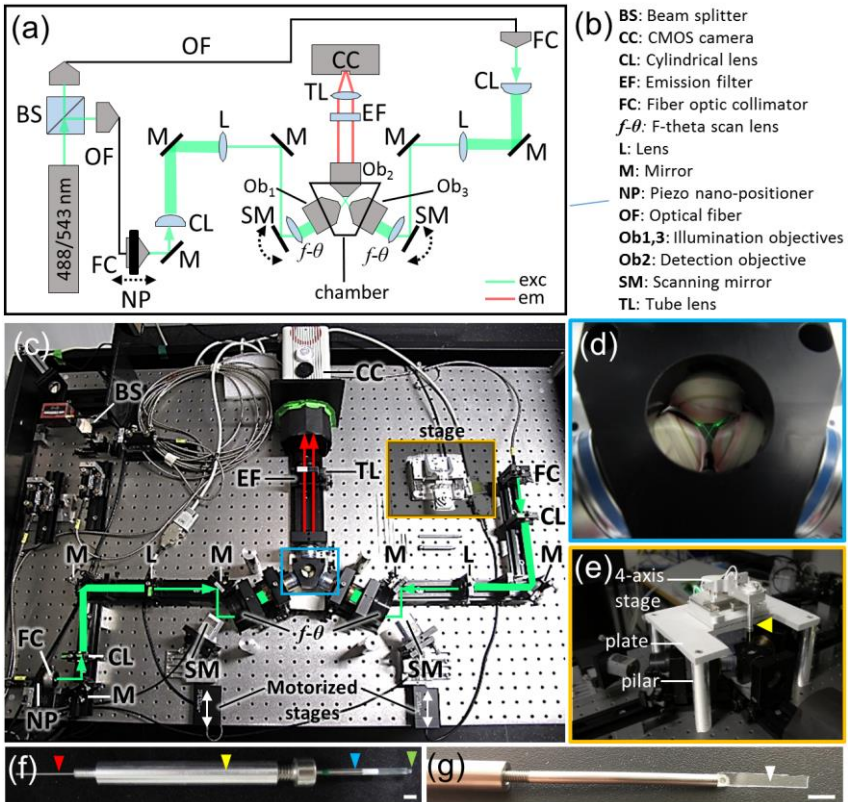 (a)
OF
FC
CC
CL
TL
BS
EF
M
L
M
L
M
M
OF
Ob2
Ob1
Ob3
SM
SM
488/543 nm
CL
f-θ
f-θ
FC
M
NP
chamber
exc
em
(b)
BS: Beam splitter
CC: CMOS camera
CL: Cylindrical lens
EF: Emission filter
FC: Fiber optic collimator
f-θ: F-theta scan lens
L: Lens
M: Mirror
NP: Piezo nano-positioner
OF: Optical fiber
Ob1,3: Illumination objectives
Ob2: Detection objective
SM: Scanning mirror
TL: Tube lens
(c)
CC
BS
stage
EF
TL
FC
CL
M
L
M
M
L
M
f-θ
FC
CL
SM
SM
M
NP
Motorized
stages
(d)
(e)
4-axis
stage
plate
pilar
(f)
(g)